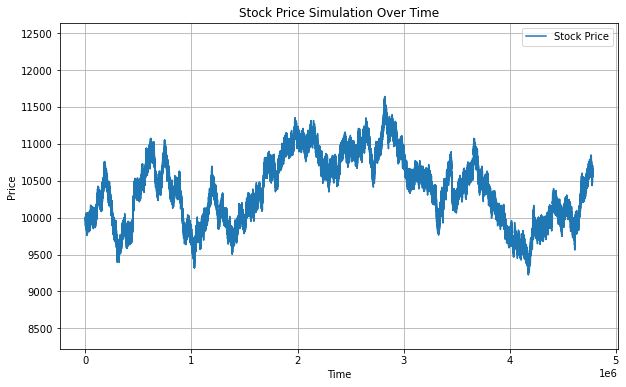 Stock Price Simulation Over Time
Stock Price
12500
12000
11500
11000
10500
10000
9500
9000
8500
Price
0 1 2 3 4 5
1e6
Time